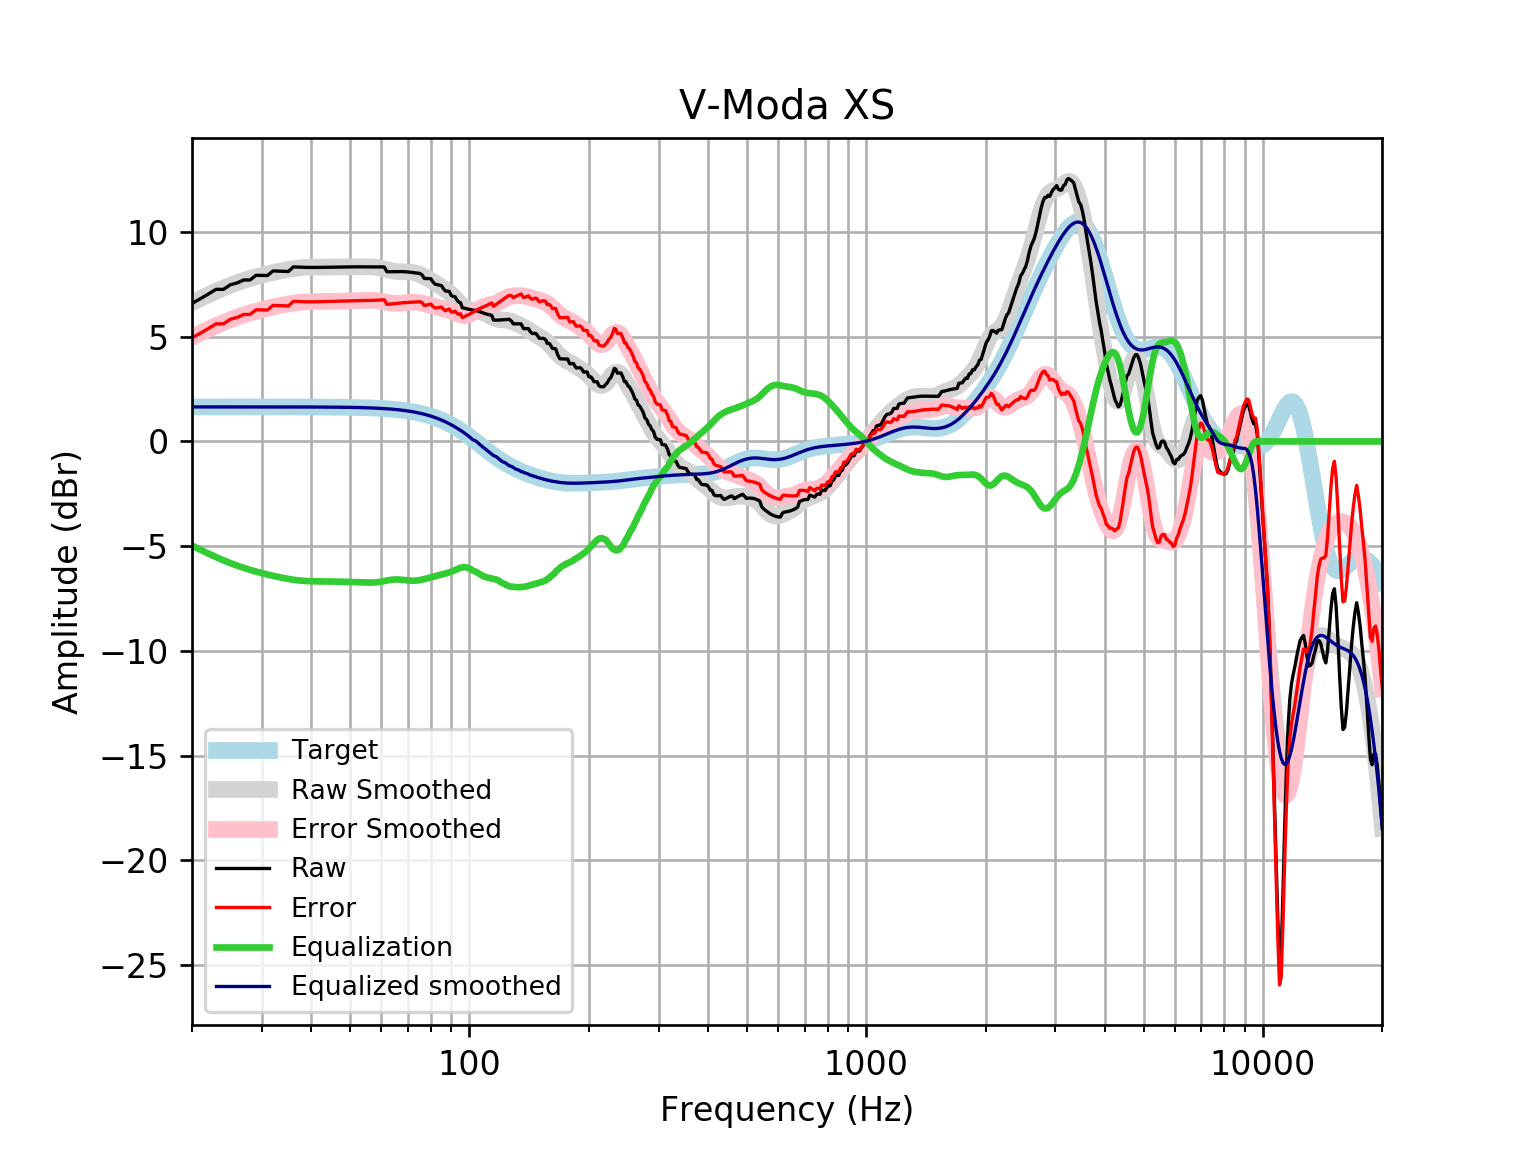 V-Moda XS
Amplitude (dBr)
10
5
0
−5
−10
−15
−20
−25
Target
Raw Smoothed
Error Smoothed
Raw
Error
Equalization
Equalized smoothed
100
1000
10000
Frequency (Hz)